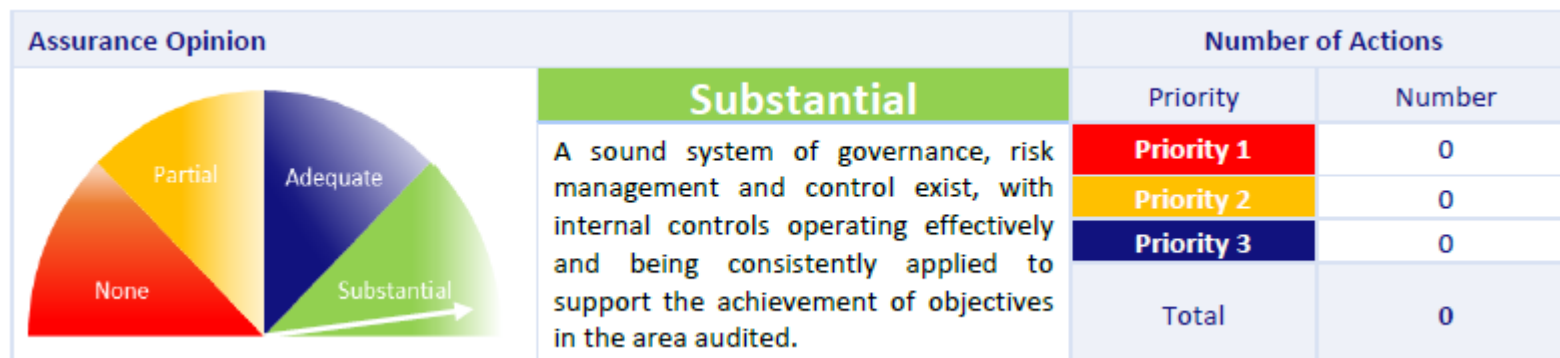 Assurance Opinion
Number of Actions
Partial
Adequate
None
Substantial
Substantial
A sound system of governance, risk
management and control exist, with
internal controls operating effectively
and being consistently applied to
support the achievement of objectives
in the area audited.
Priority Number
Priority 1 0
Priority 2 0
Priority 3 0
Total 0